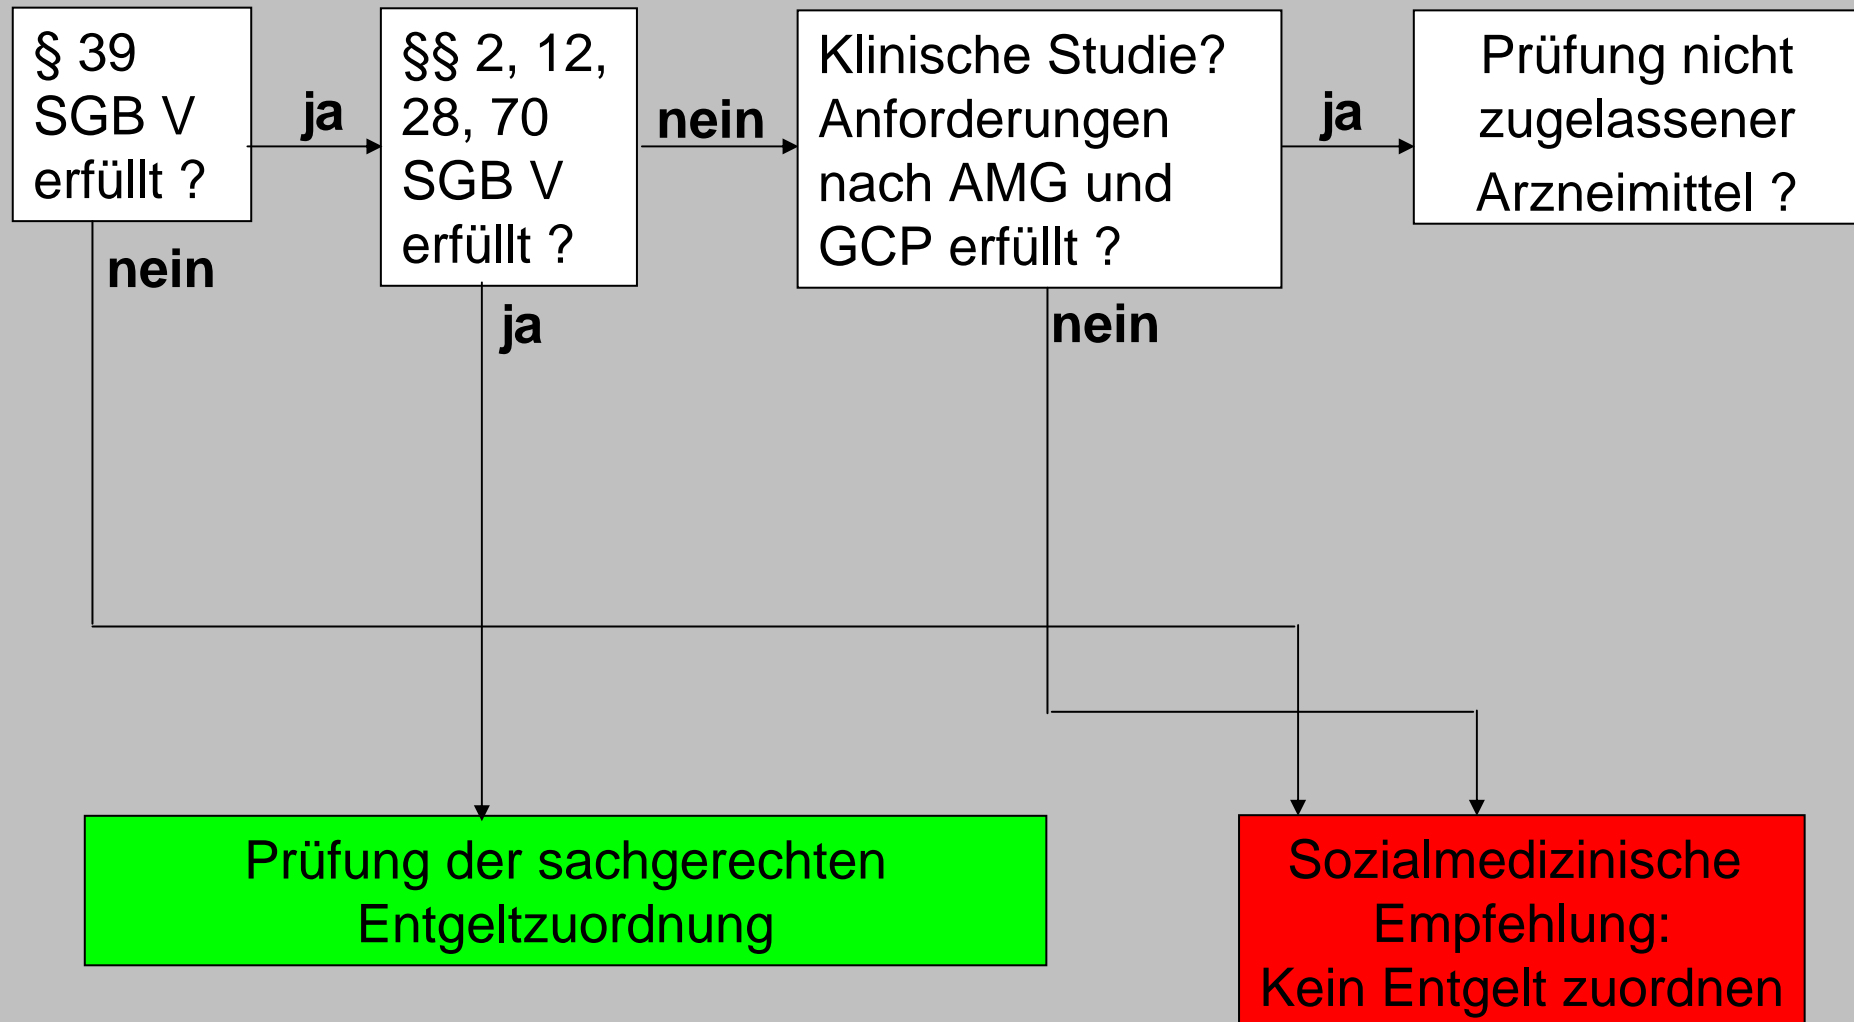 § 39
SGB V
erfüllt ?
ja
nein
§§ 2, 12,
28, 70
SGB V
erfüllt ?
nein
ja
Klinische Studie?
Anforderungen
nach AMG und
GCP erfüllt ?
ja
nein
Prüfung nicht
zugelassener
Arzneimittel ?
Prüfung der sachgerechten
Entgeltzuordnung
Sozialmedizinische
Empfehlung:
Kein Entgelt zuordnen